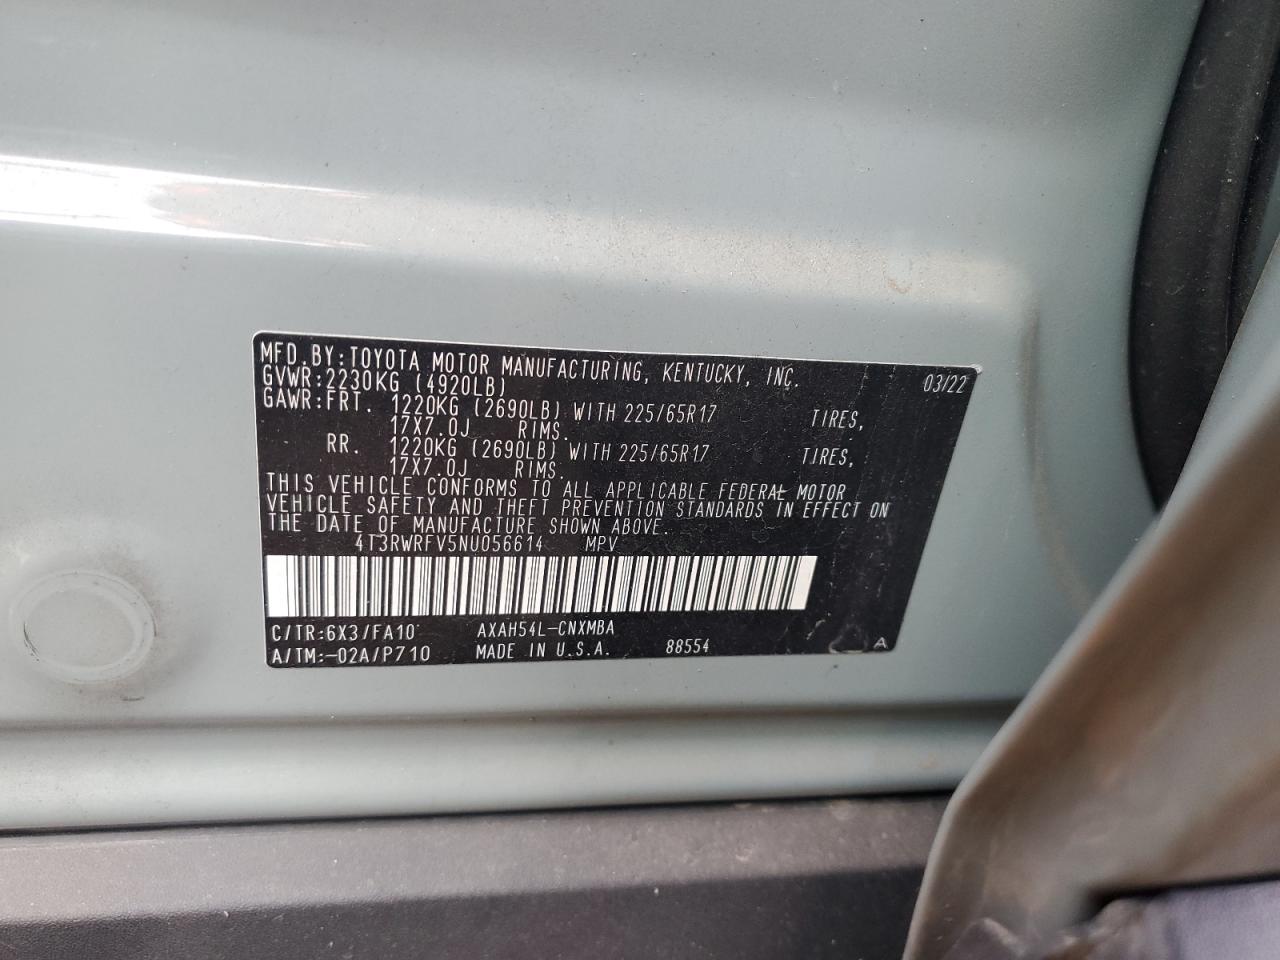 MFD.BY:TOYOTA MOTOR MANUFACTURING, KENTUCKY, INC. 03/22
GVWR:2230KG (4920LB)
GAWR:FRT. 1220KG (2690LB) WITH 225/65R17 TIRES,
17X7.0J RIMS.
RR. 1220KG (2690LB) WITH 225/65R17 TIRES,
17X7.0J RIMS.
THIS VEHICLE CONFORMS TO ALL APPLICABLE FEDERAL MOTOR
VEHICLE SAFETY AND THEFT PREVENTION STANDARDS IN EFFECT ON
THE DATE OF MANUFACTURE SHOWN ABOVE.
4T3RWRFV5NU056614 MPV
C/TR:6X3/FA10 AXAH54L-CNXMBA
A/TM:-02A/P710 MADE IN U.S.A. 88554 A